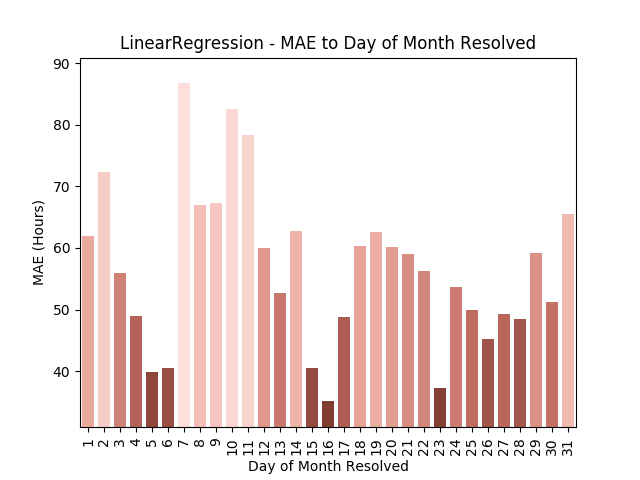 LinearRegression - MAE to Day of Month Resolved
90
80
70
60
50
40
MAE (Hours)
1 2 3 4 5 6 7 8 9 10 11 12 13 14 15 16 17 18 19 20 21 22 23 24 25 26 27 28 29 30 31
Day of Month Resolved